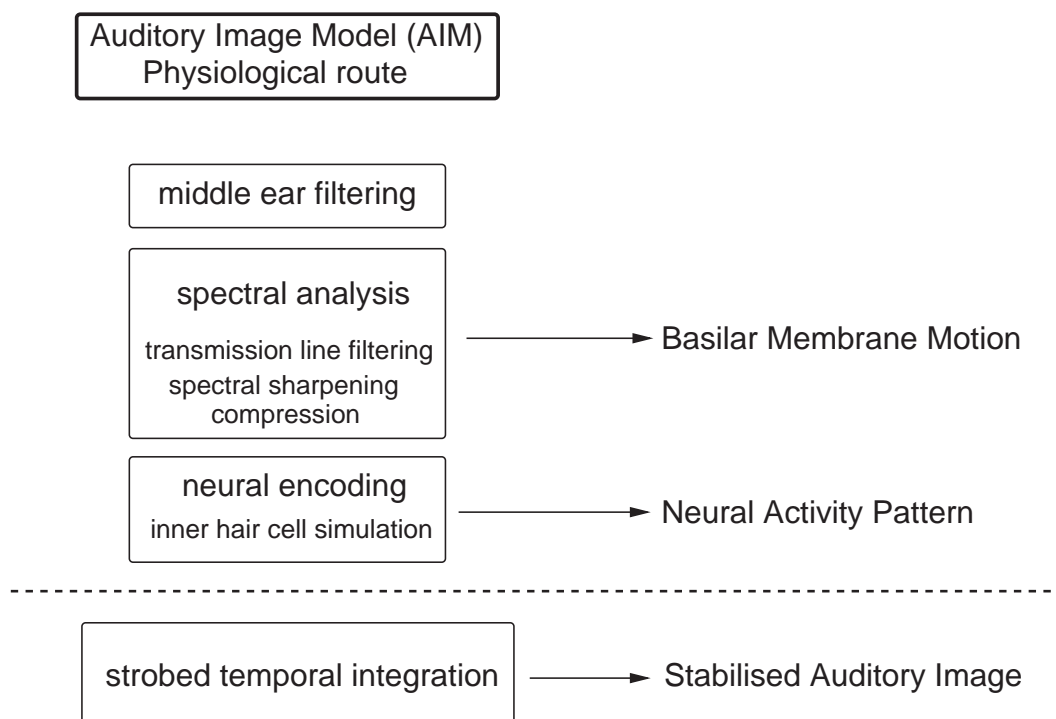 Auditory Image Model (AIM)
Physiological route
middle ear filtering
spectral analysis
transmission line filtering
spectral sharpening
compression
Basilar Membrane Motion
neural encoding
inner hair cell simulation
Neural Activity Pattern
strobed temporal integration
Stabilised Auditory Image